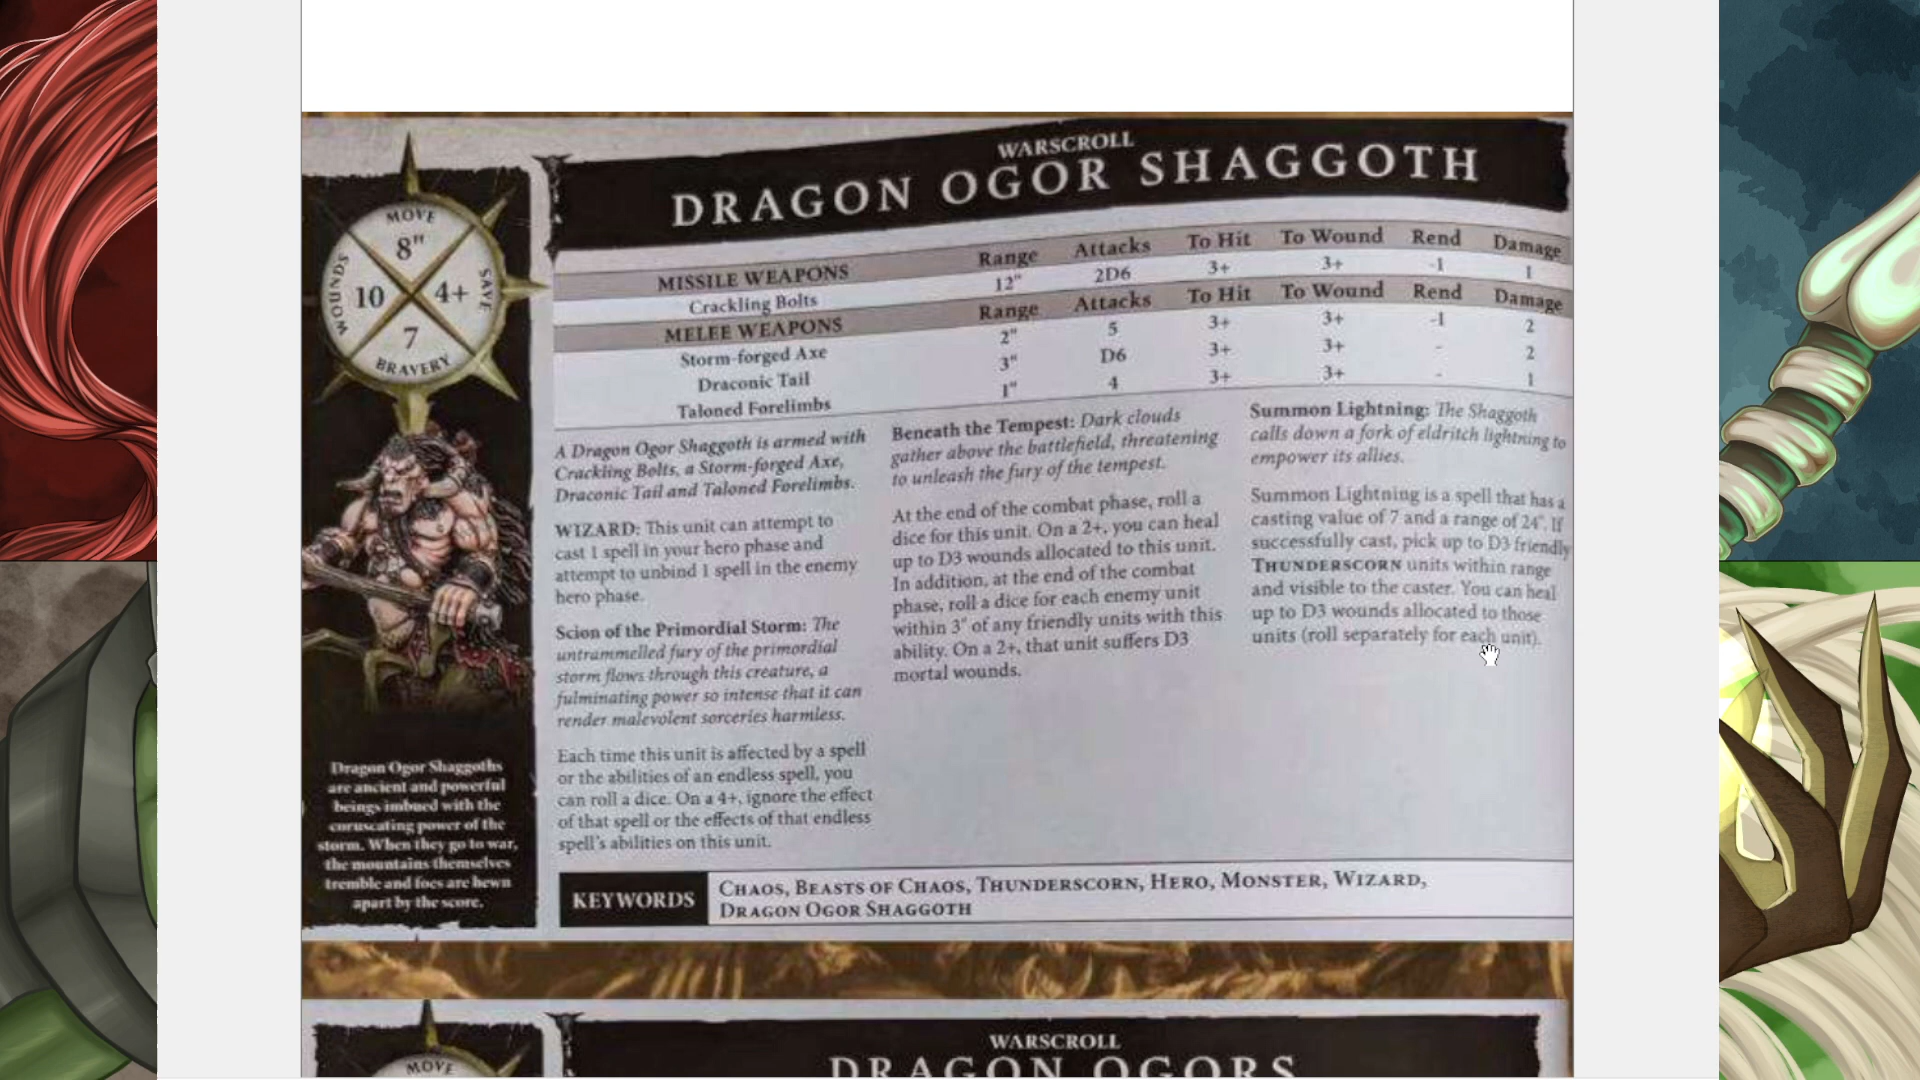 WARSCROLL
DRAGON OGOR SHAGGOTH
MOVE
8"
WOUNDS
10
4+
SAVE
7
BRAVERY
MISSILE WEAPONS Range Attacks To Hit To Wound Rend Damage
Crackling Bolts 12" 2D6 3+ 3+ -1 1
MELEE WEAPONS Range Attacks To Hit To Wound Rend Damage
Storm-forged Axe 2" 5 3+ 3+ -1 2
Draconic Tail 3" D6 3+ 3+ - 2
Taloned Forelimbs 1" 4 3+ 3+ - 1
A Dragon Ogor Shaggoth is armed with
Crackling Bolts, a Storm-forged Axe,
Draconic Tail and Taloned Forelimbs.
WIZARD: This unit can attempt to
cast 1 spell in your hero phase and
attempt to unbind 1 spell in the enemy
hero phase.
Scion of the Primordial Storm: The
untrammelled fury of the primordial
storm flows through this creature, a
fulminating power so intense that it can
render malevolent sorceries harmless.
Each time this unit is affected by a spell
or the abilities of an endless spell, you
can roll a dice. On a 4+, ignore the effect
of that spell or the effects of that endless
spell's abilities on this unit.
Beneath the Tempest: Dark clouds
gather above the battlefield, threatening
to unleash the fury of the tempest.
At the end of the combat phase, roll a
dice for this unit. On a 2+, you can heal
up to D3 wounds allocated to this unit.
In addition, at the end of the combat
phase, roll a dice for each enemy unit
within 3" of any friendly units with this
ability. On a 2+, that unit suffers D3
mortal wounds.
Summon Lightning: The Shaggoth
calls down a fork of eldritch lightning to
empower its allies.
Summon Lightning is a spell that has a
casting value of 7 and a range of 24". If
successfully cast, pick up to D3 friendly
THUNDERSCORN units within range
and visible to the caster. You can heal
up to D3 wounds allocated to those
units (roll separately for each unit).
Dragon Ogor Shaggoths
are ancient and powerful
beings imbued with the
coruscating power of the
storm. When they go to war,
the mountains themselves
tremble and foes are hewn
apart by the score.
KEYWORDS
CHAOS, BEASTS OF CHAOS, THUNDERSCORN, HERO, MONSTER, WIZARD,
DRAGON OGOR SHAGGOTH
WARSCROLL
DRAGON OGORS
MOVE